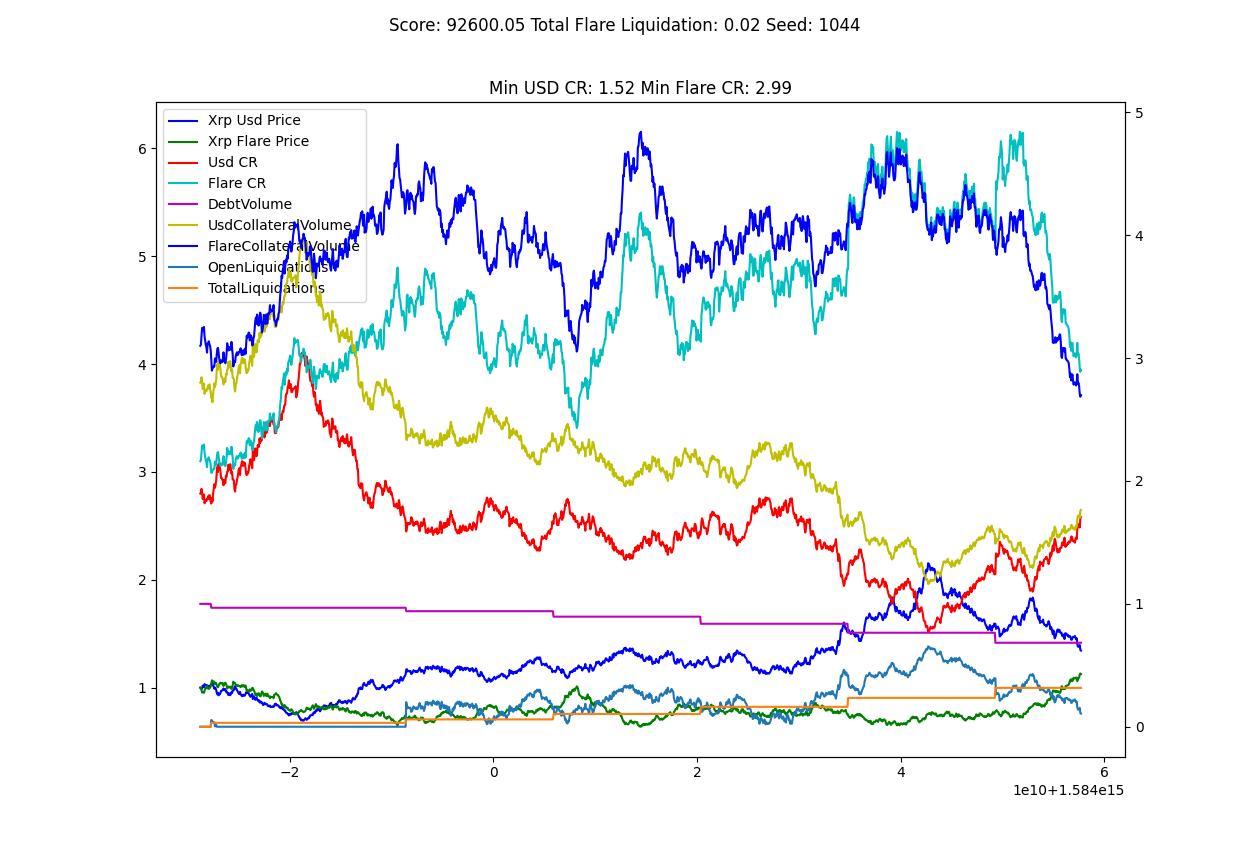 Score: 92600.05 Total Flare Liquidation: 0.02 Seed: 1044
Min USD CR: 1.52 Min Flare CR: 2.99
Xrp Usd Price
Xrp Flare Price
Usd CR
Flare CR
DebtVolume
UsdCollateralVolume
FlareCollateralVolume
OpenLiquidations
TotalLiquidations
6
5
4
3
2
1
5
4
3
2
1
0
−2
0
2
4
6
1e10+1.584e15